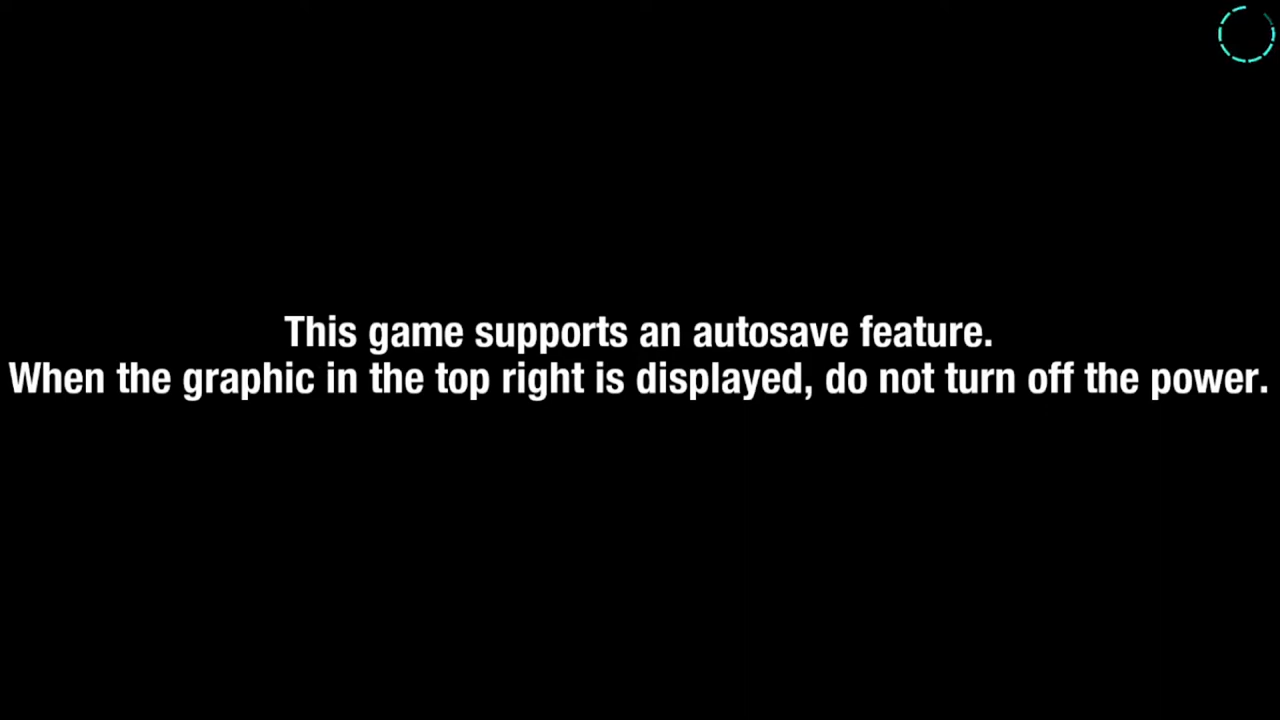 This game supports an autosave feature.
When the graphic in the top right is displayed, do not turn off the power.